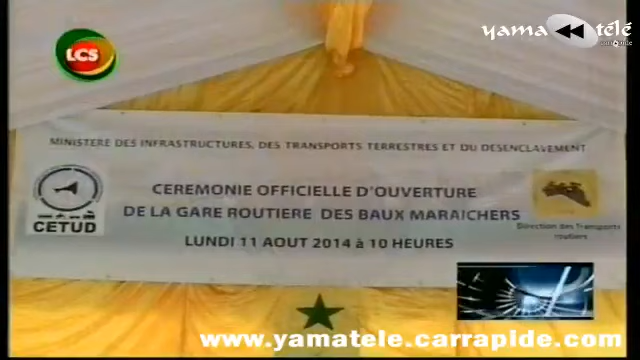 LCS
yama télé
MINISTERE DES INFRASTRUCTURES, DES TRANSPORTS TERRESTRES ET DU DESENCLAVEMENT
CEREMONIE OFFICIELLE D'OUVERTURE
DE LA GARE ROUTIERE DES BAUX MARAICHERS
LUNDI 11 AOUT 2014 à 10 HEURES
CETUD
Direction des Transports
routiers
www.yamatele.carrapide.com